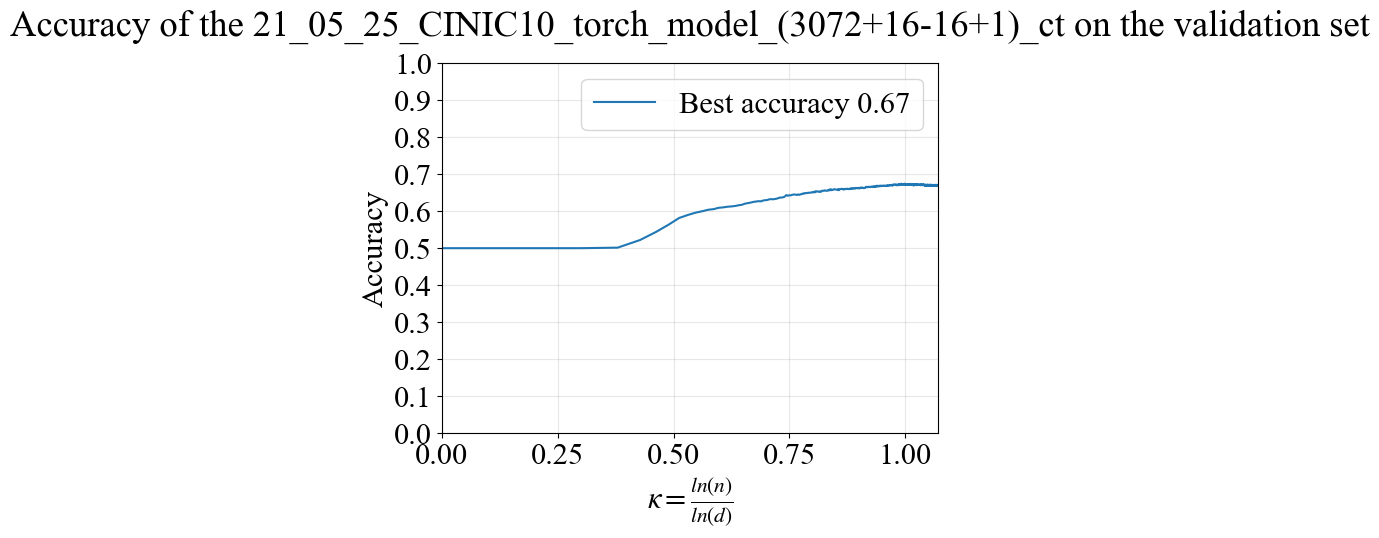 Accuracy of the 21_05_25_CINIC10_torch_model_(3072+16-16+1)_ct on the validation set
Best accuracy 0.67
Accuracy
1.0
0.9
0.8
0.7
0.6
0.5
0.4
0.3
0.2
0.1
0.0
0.00 0.25 0.50 0.75 1.00
κ = ln(n) / ln(d)